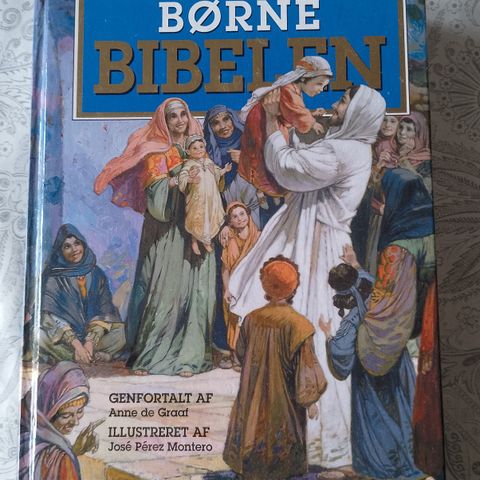 BØRNE
BIBELEN
GENFORTALT AF
Anne de Graaf
ILLUSTRERET AF
José Pérez Montero